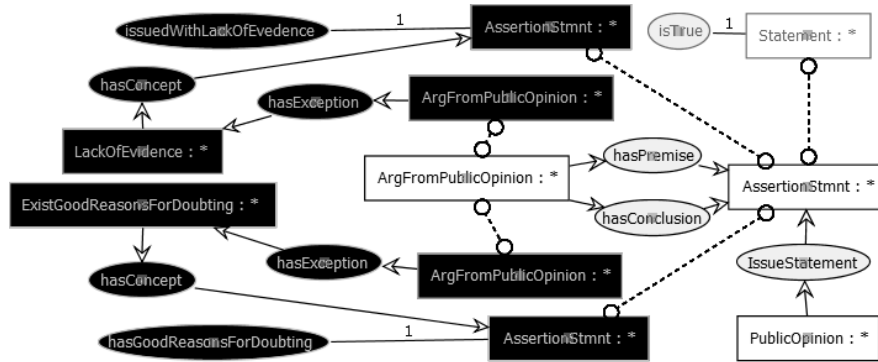 issuedWithLackOfEvedence
1
AssertionStmnt : *
isTrue
1
Statement : *
hasConcept
hasException
ArgFromPublicOpinion : *
LackOfEvidence : *
hasPremise
ArgFromPublicOpinion : *
AssertionStmnt : *
ExistGoodReasonsForDoubting : *
hasConclusion
hasException
IssueStatement
hasConcept
ArgFromPublicOpinion : *
hasGoodReasonsForDoubting
1
AssertionStmnt : *
PublicOpinion : *